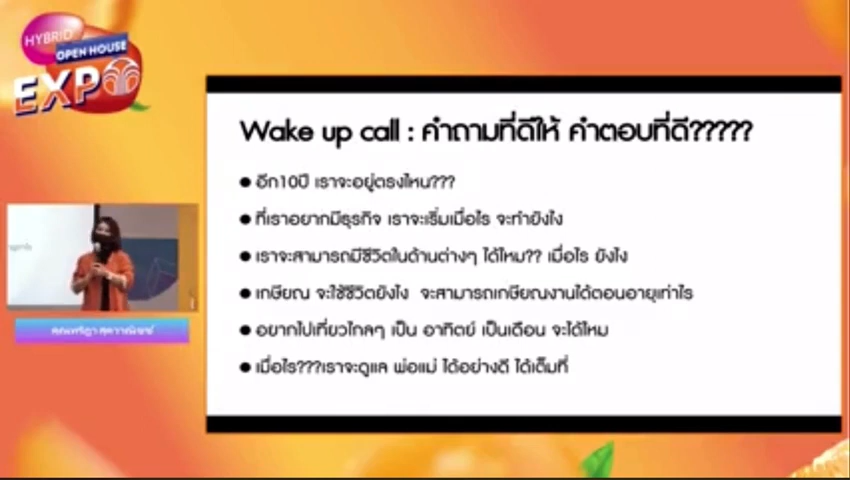 HYBRID
OPEN HOUSE
EXPO
Wake up call : คำถามที่ดีให้ คำตอบที่ดี?????
● อีก10ปี เราจะอยู่ตรงไหน???
● ที่เราอยากมีธุรกิจ เราจะเริ่มเมื่อไร จะทำยังไง
● เราจะสามารถมีชีวิตในด้านต่างๆ ได้ไหม?? เมื่อไร ยังไง
● เกษียณ จะใช้ชีวิตยังไง จะสามารถเกษียณงานได้ตอนอายุเท่าไร
● อยากไปเที่ยวไกลๆ เป็น อาทิตย์ เป็นเดือน จะได้ไหม
● เมื่อไร???เราจะดูแล พ่อแม่ ได้อย่างดี ได้เต็มที่